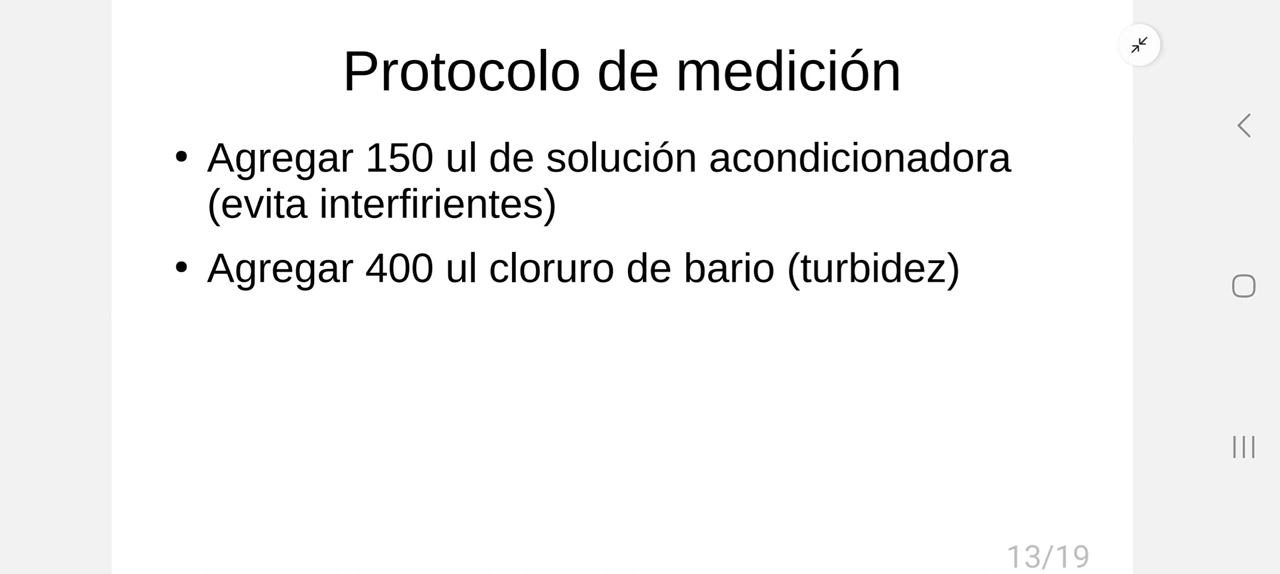 Protocolo de medición
• Agregar 150 ul de solución acondicionadora
(evita interfirientes)
• Agregar 400 ul cloruro de bario (turbidez)
13/19